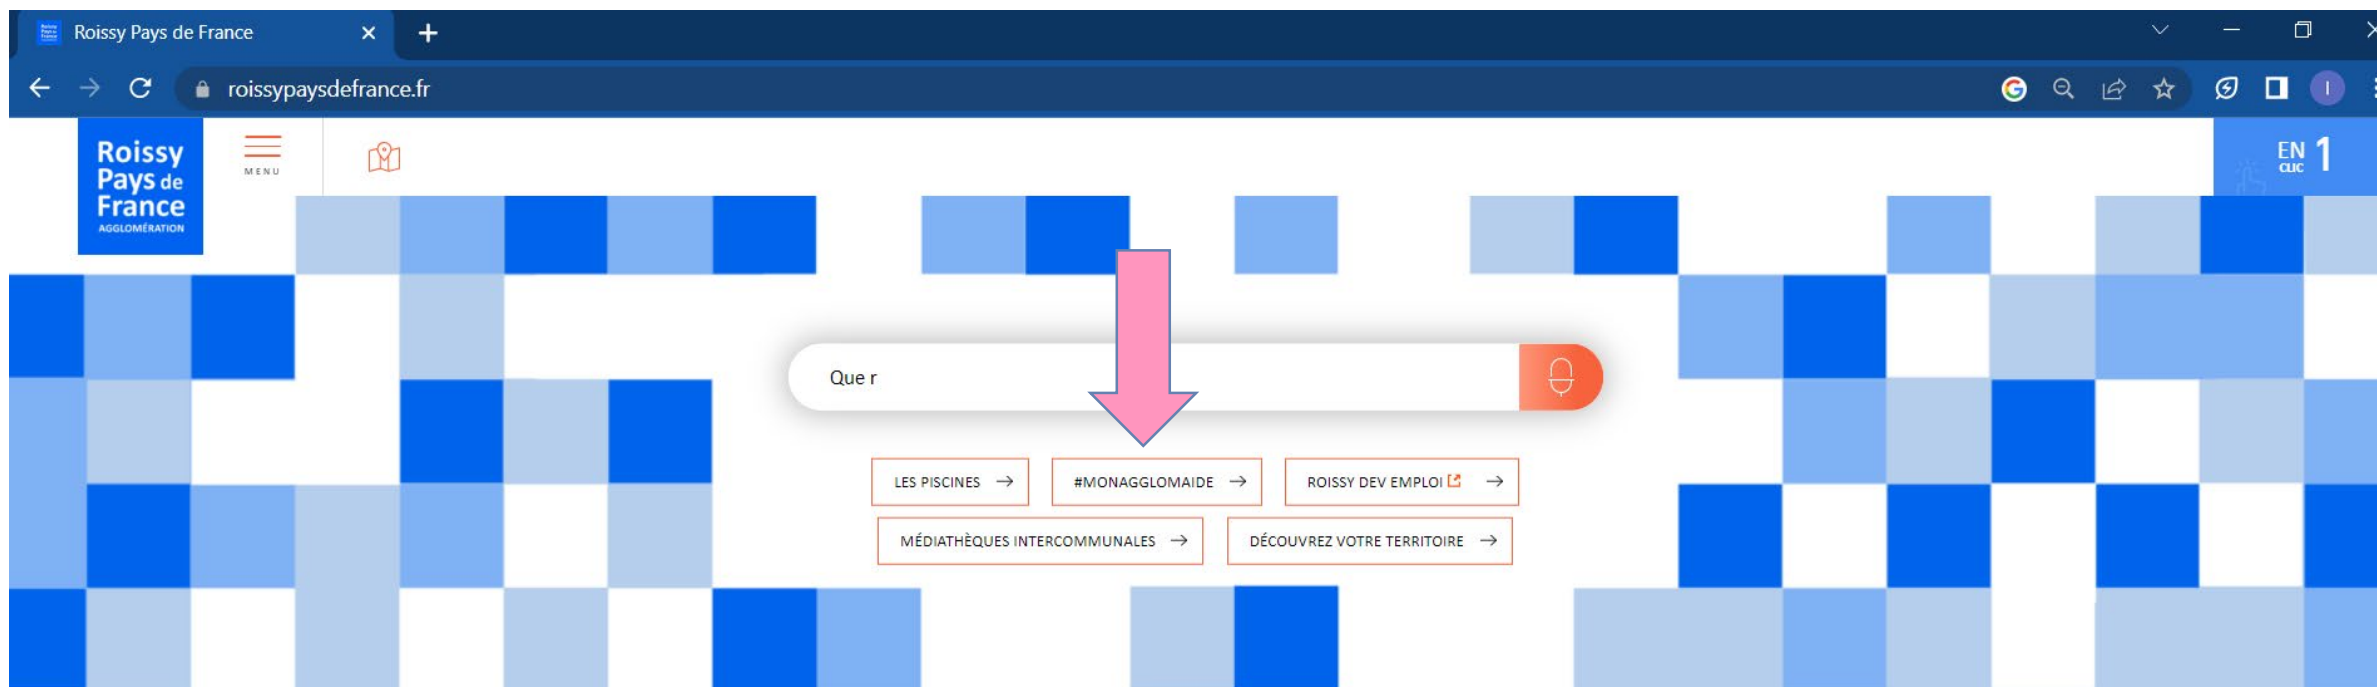 Roissy Pays de France
roissypaysdefrance.fr
I
Roissy
Pays de
France
AGGLOMÉRATION
MENU
EN
CLIC
1
Que r
LES PISCINES →
#MONAGGLOMAIDE →
ROISSY DEV EMPLOI →
MÉDIATHÈQUES INTERCOMMUNALES →
DÉCOUVREZ VOTRE TERRITOIRE →